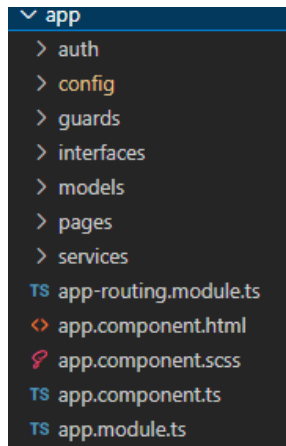 app
auth
config
guards
interfaces
models
pages
services
TS app-routing.module.ts
<> app.component.html
app.component.scss
TS app.component.ts
TS app.module.ts